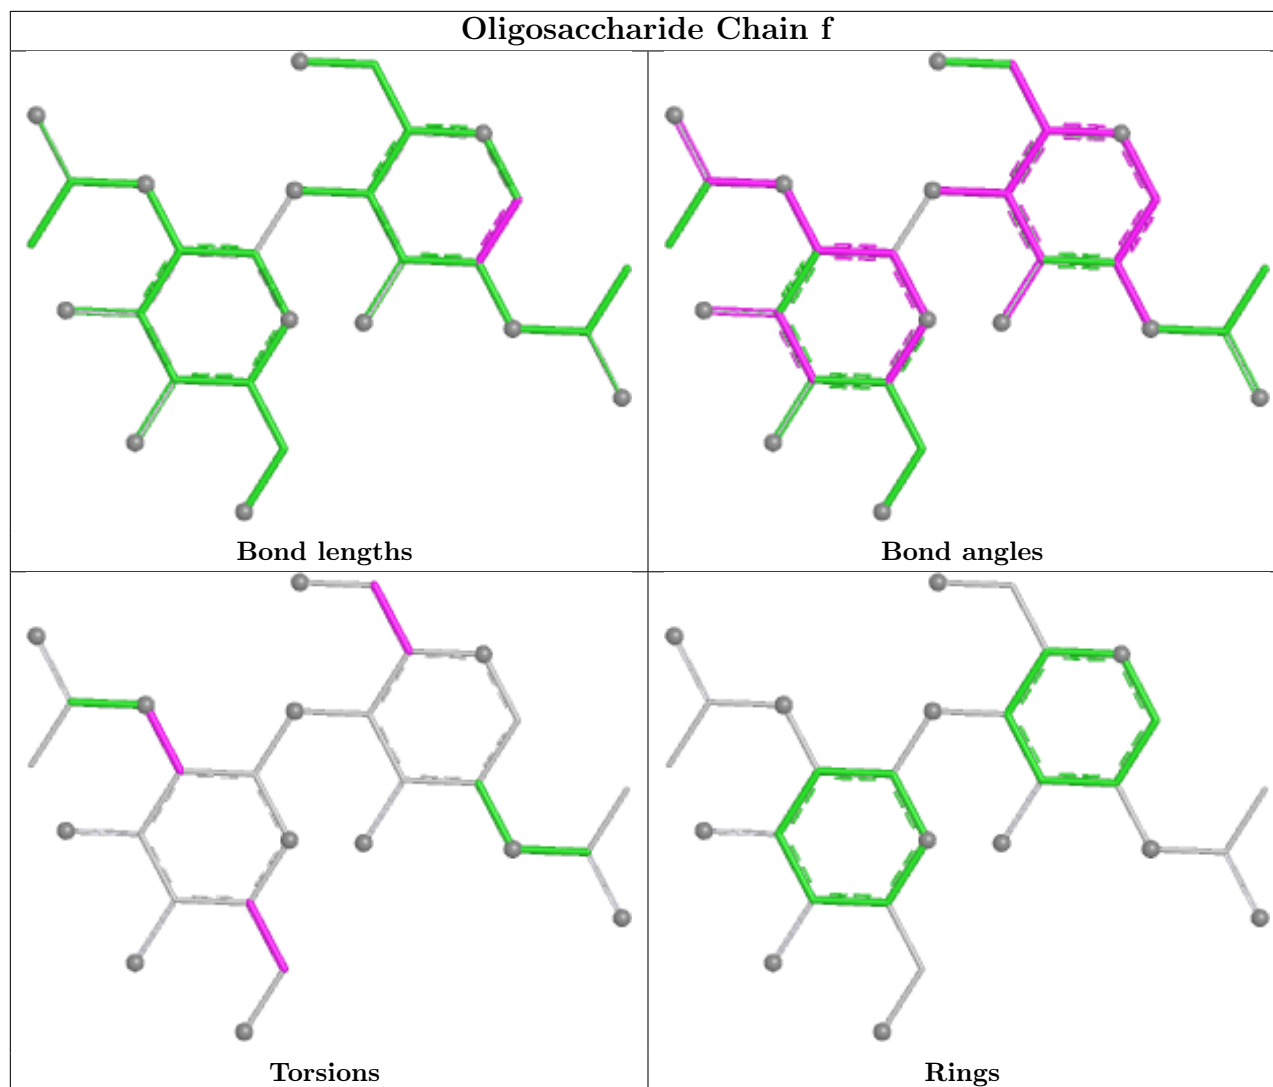 Oligosaccharide Chain f
Bond lengths
Bond angles
Torsions
Rings